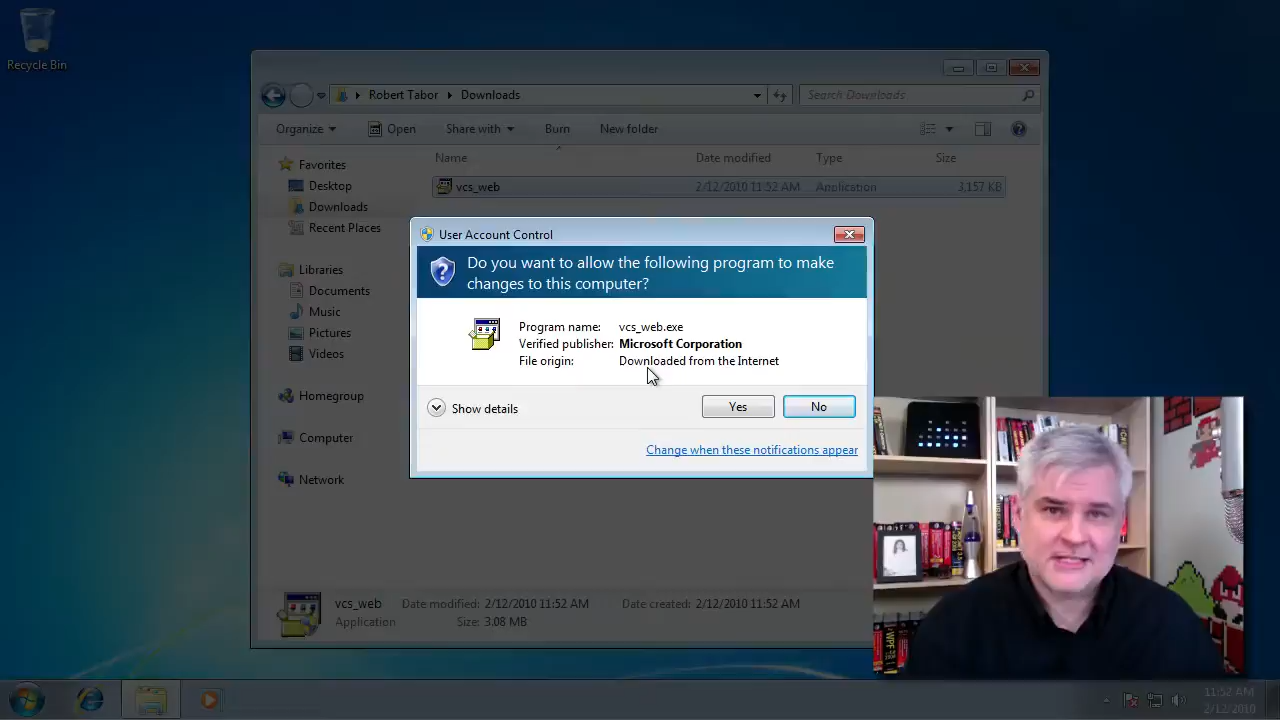 Recycle Bin
Robert Tabor
Downloads
Search Downloads
Organize
Open
Share with
Burn
New folder
Name
Date modified
Type
Size
Favorites
Desktop
Downloads
Recent Places
Libraries
Documents
Music
Pictures
Videos
Homegroup
Computer
Network
vcs_web
2/12/2010 11:52 AM
Application
3,157 KB
User Account Control
Do you want to allow the following program to make
changes to this computer?
Program name: vcs_web.exe
Verified publisher: Microsoft Corporation
File origin: Downloaded from the Internet
Show details
Yes
No
Change when these notifications appear
vcs_web Date modified: 2/12/2010 11:52 AM Date created: 2/12/2010 11:52 AM
Application Size: 3.08 MB
11:52 AM
2/12/2010